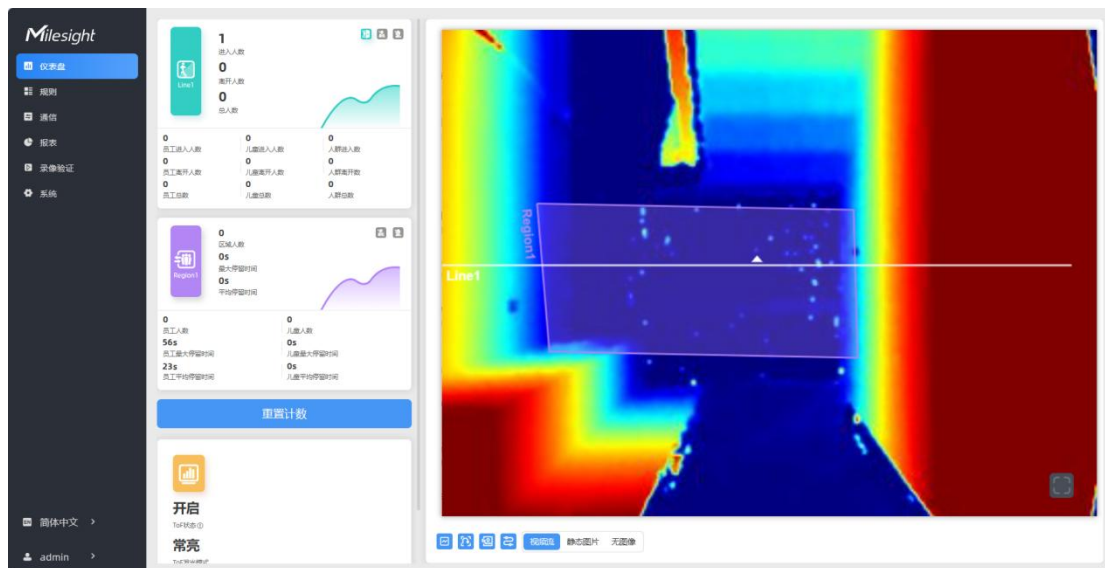 Milesight
仪表盘
规则
通信
报表
录像验证
系统
简体中文
admin
Line1
1
进入人数
0
离开人数
0
总人数
0 0 0
员工进入人数 儿童进入人数 人群进入数
0 0 0
员工离开人数 儿童离开人数 人群离开数
0 0 0
员工总数 儿童总数 人群总数
Region1
0
区域人数
0s
最大停留时间
0s
平均停留时间
0 0
员工人数 儿童人数
56s 0s
员工最大停留时间 儿童最大停留时间
23s 0s
员工平均停留时间 儿童平均停留时间
重置计数
开启
ToF状态
常亮
Region1
Line1
视频流 静态图片 无图像